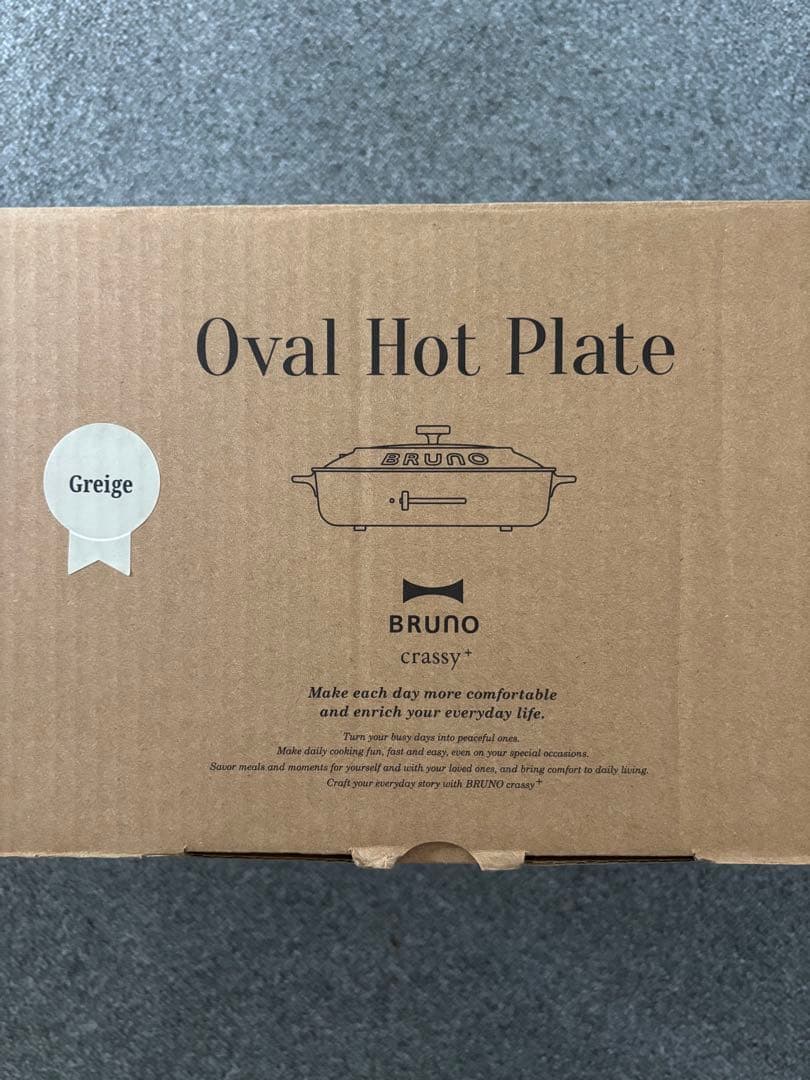 Oval Hot Plate
BRUNO
Greige
BRUNO
crassy+
Make each day more comfortable
and enrich your everyday life.
Turn your busy days into peaceful ones.
Make daily cooking fun, fast and easy, even on your special occasions.
Savor meals and moments for yourself and with your loved ones, and bring comfort to daily living.
Craft your everyday story with BRUNO crassy+